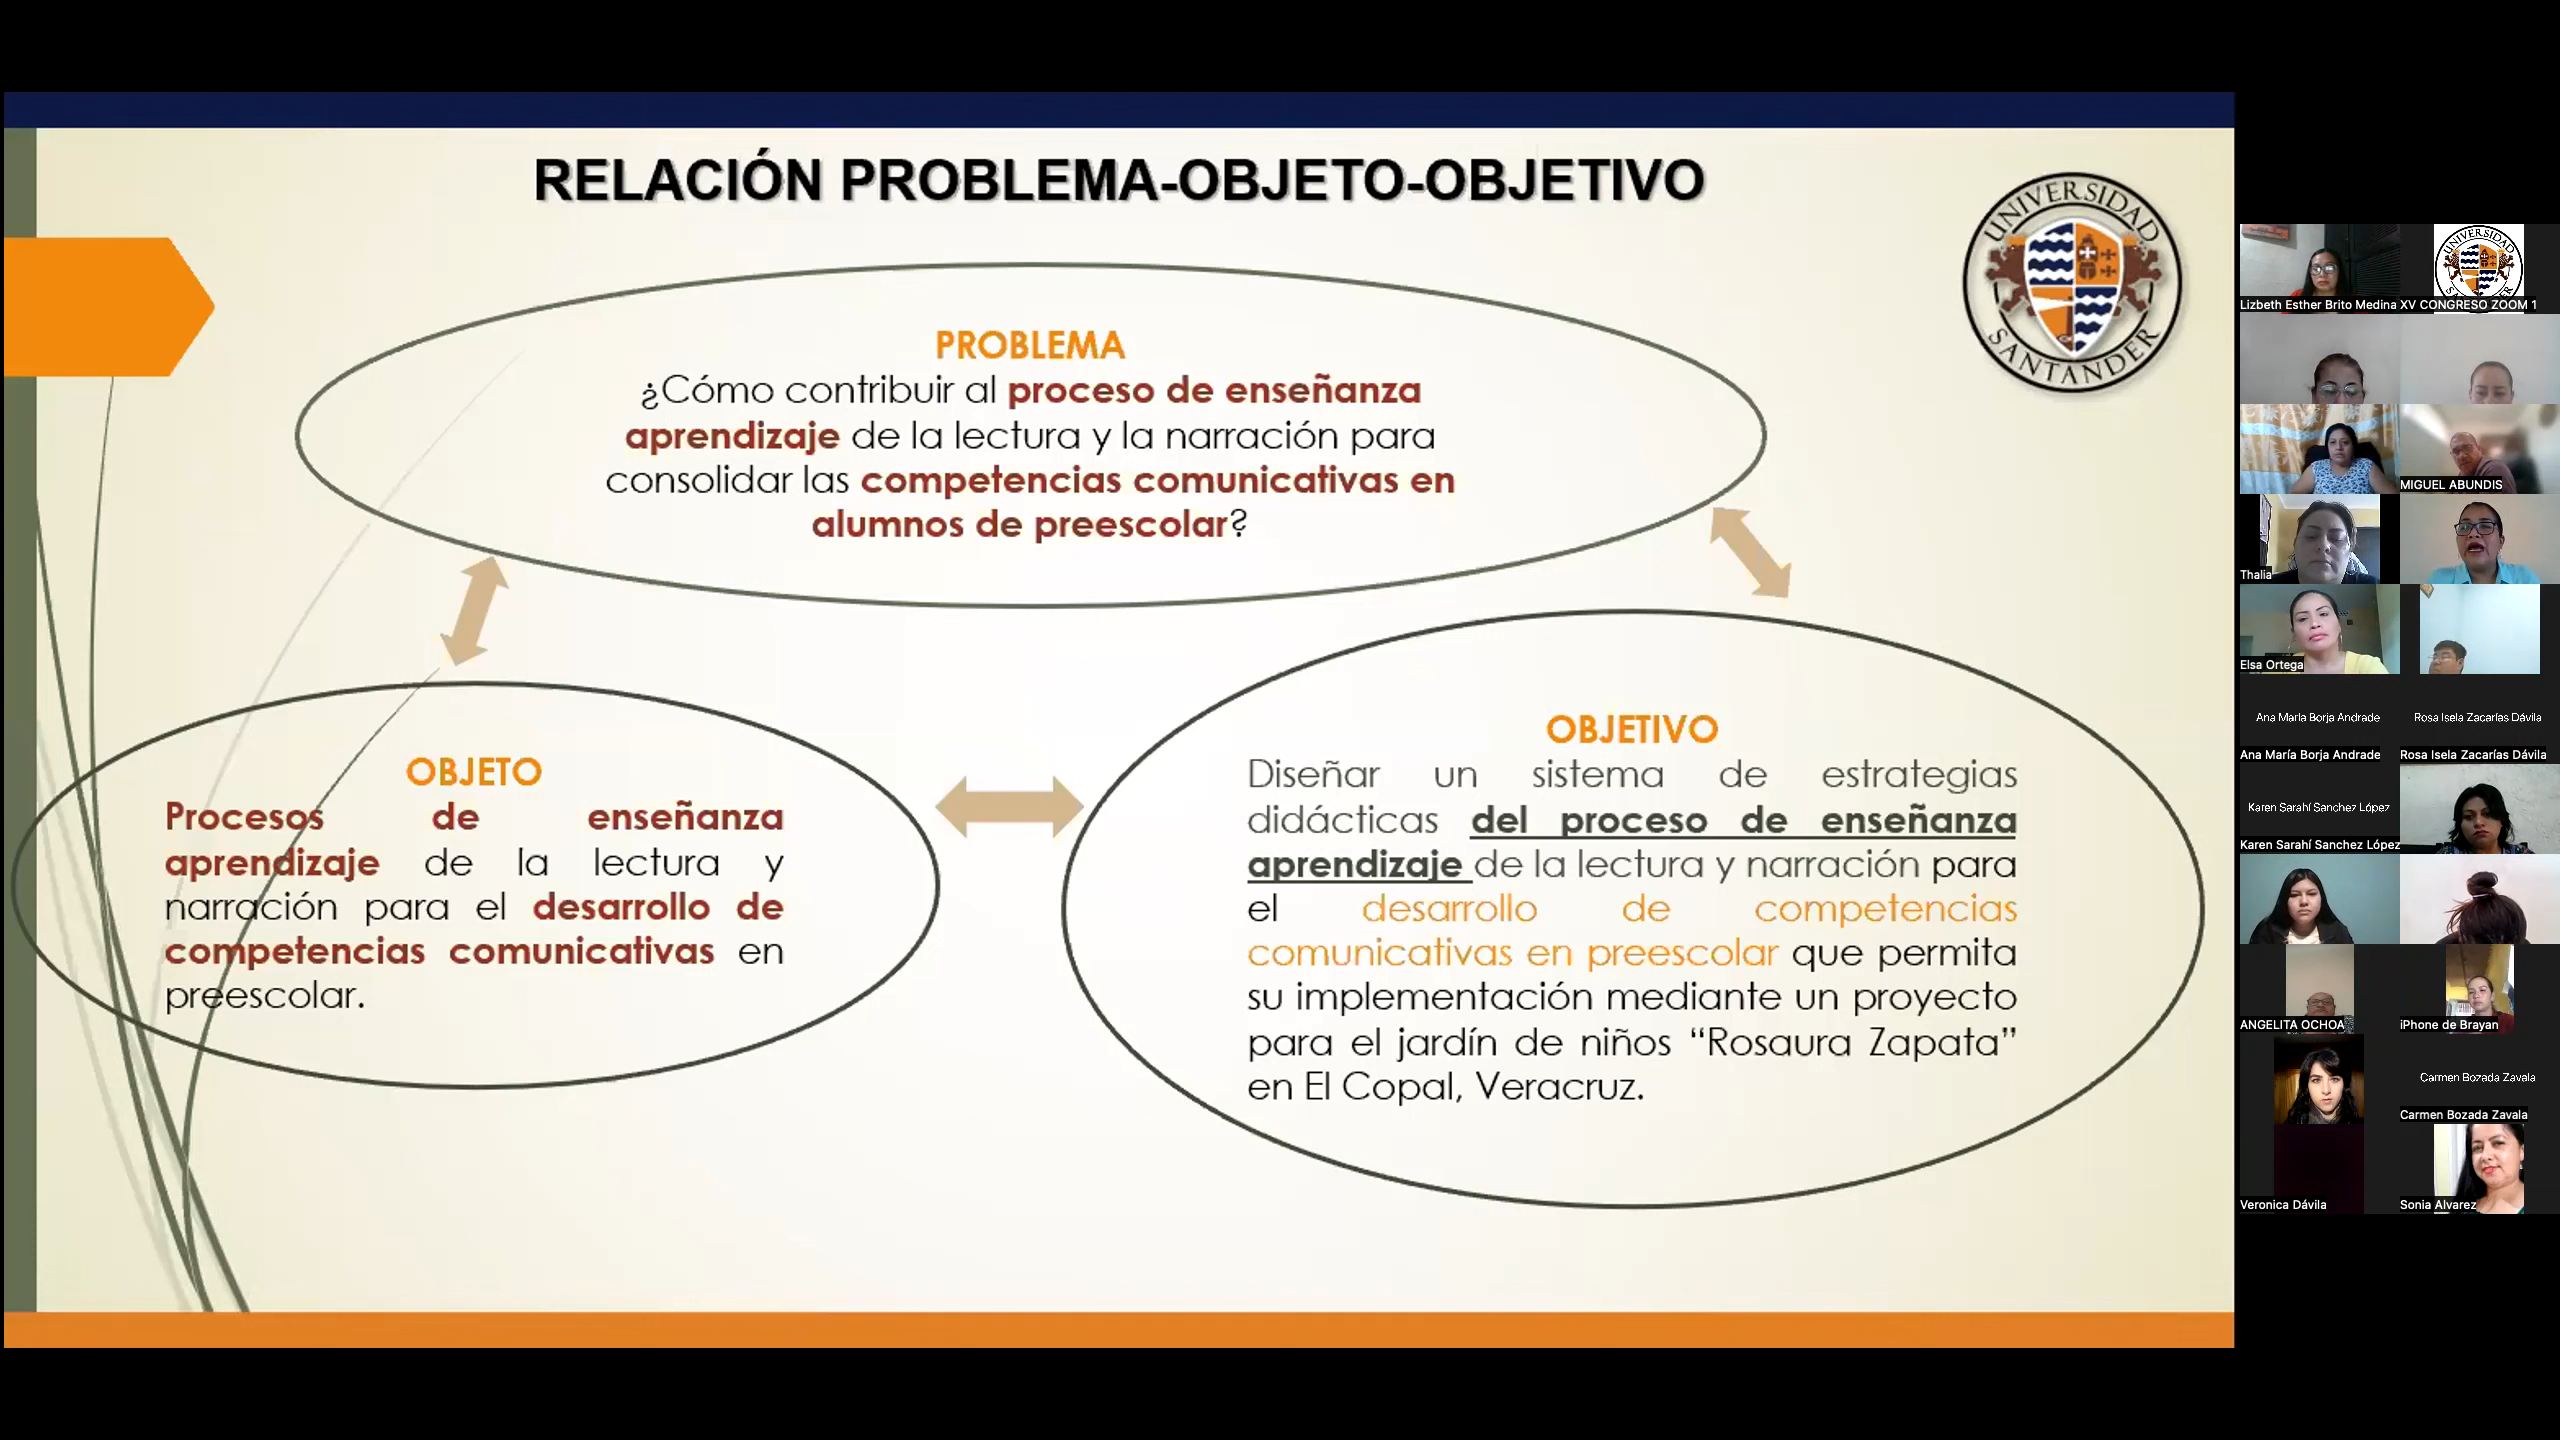 RELACIÓN PROBLEMA-OBJETO-OBJETIVO
UNIVERSIDAD
SANTANDER
PROBLEMA
¿Cómo contribuir al proceso de enseñanza
aprendizaje de la lectura y la narración para
consolidar las competencias comunicativas en
alumnos de preescolar?
OBJETO
Procesos de enseñanza
aprendizaje de la lectura y
narración para el desarrollo de
competencias comunicativas en
preescolar.
OBJETIVO
Diseñar un sistema de estrategias
didácticas del proceso de enseñanza
aprendizaje de la lectura y narración para
el desarrollo de competencias
comunicativas en preescolar que permita
su implementación mediante un proyecto
para el jardín de niños “Rosaura Zapata”
en El Copal, Veracruz.
UNIVERSIDAD
Lizbeth Esther Brito Medina
XV CONGRESO ZOOM 1
MIGUEL ABUNDIS
Thalia
Elsa Ortega
Ana María Borja Andrade
Rosa Isela Zacarías Dávila
Ana María Borja Andrade
Rosa Isela Zacarías Dávila
Karen Sarahí Sanchez López
Karen Sarahí Sanchez López
ANGELITA OCHOA
iPhone de Brayan
Carmen Bozada Zavala
Carmen Bozada Zavala
Veronica Dávila
Sonia Alvarez